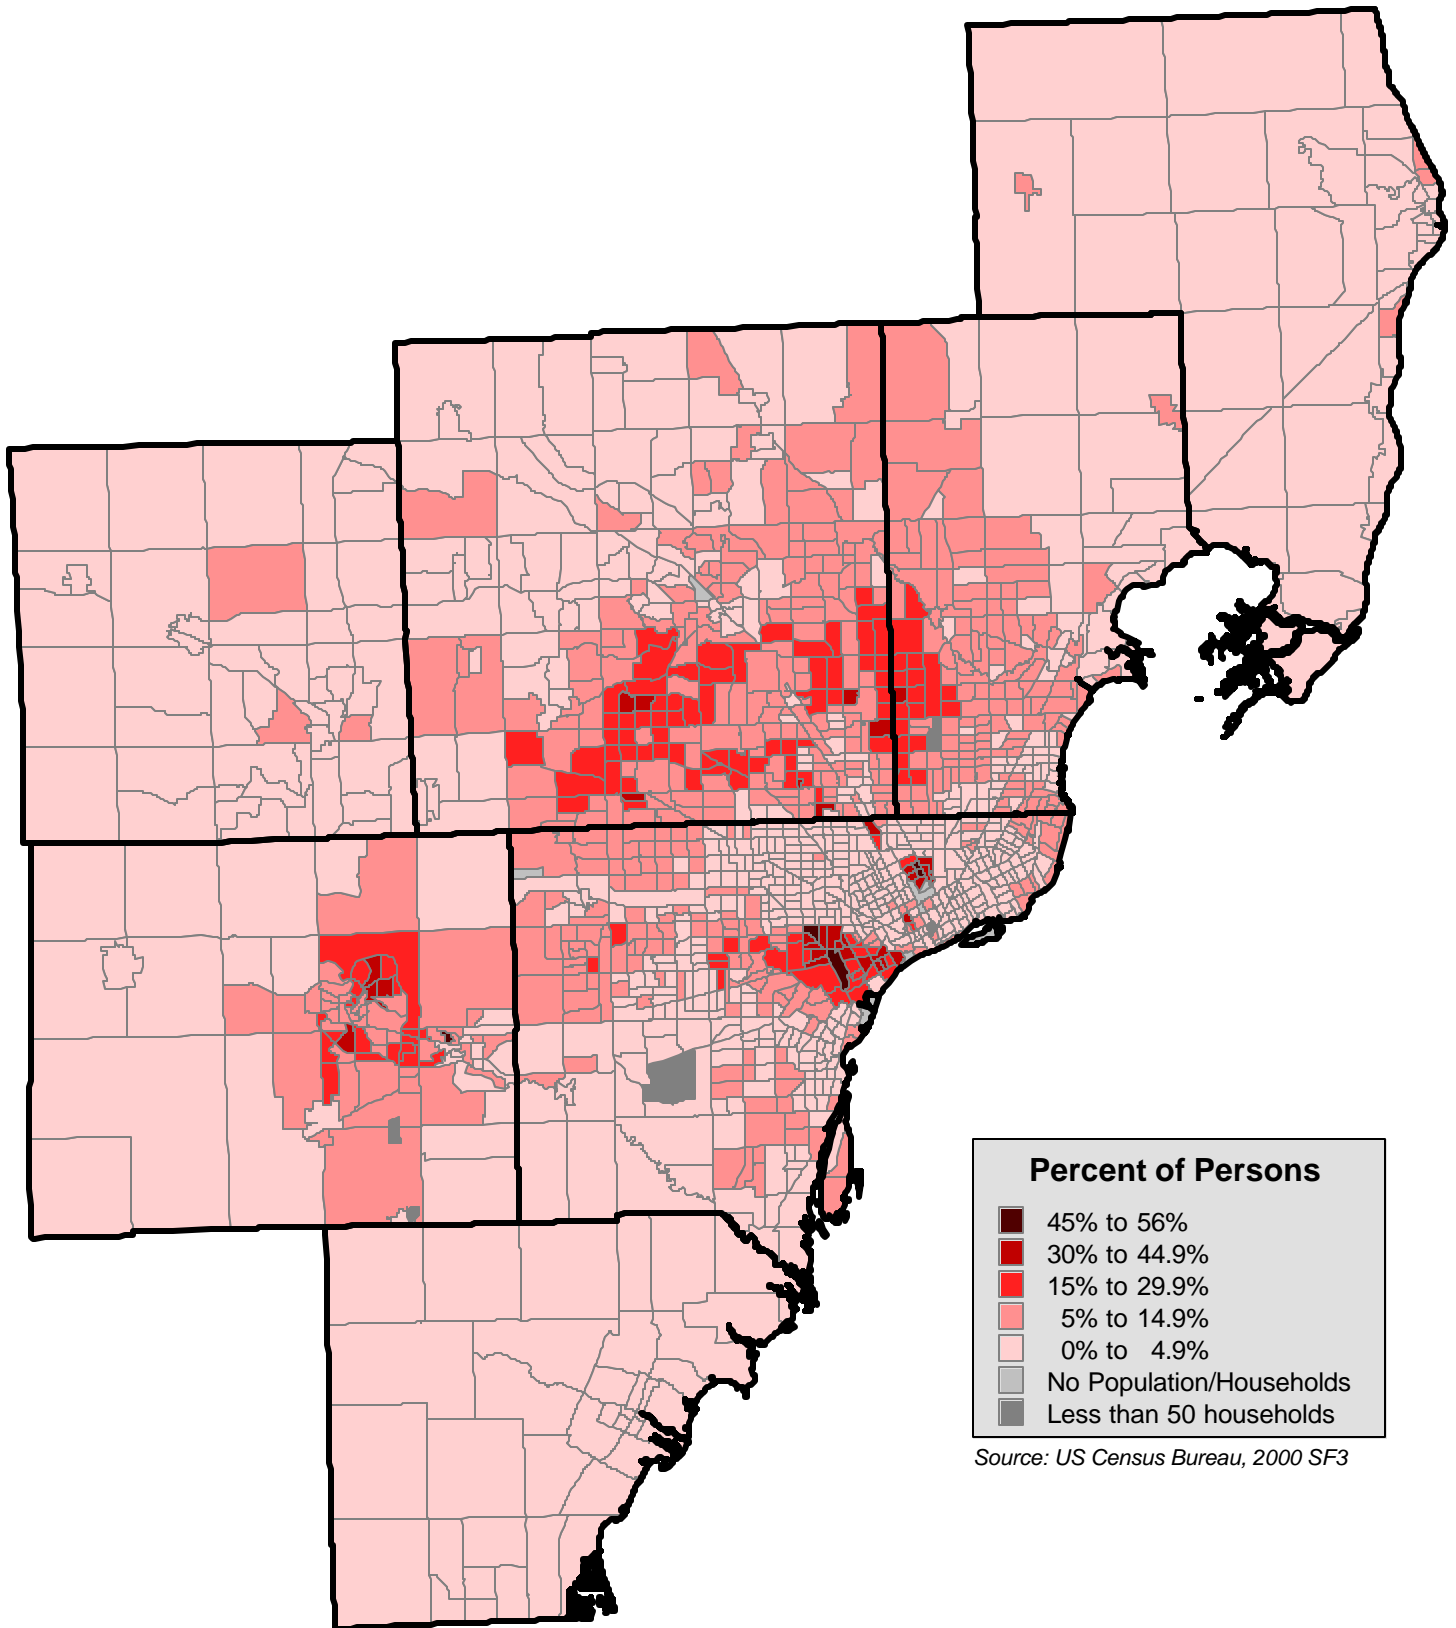 Percent of Persons
45% to 56%
30% to 44.9%
15% to 29.9%
5% to 14.9%
0% to 4.9%
No Population/Households
Less than 50 households
Source: US Census Bureau, 2000 SF3